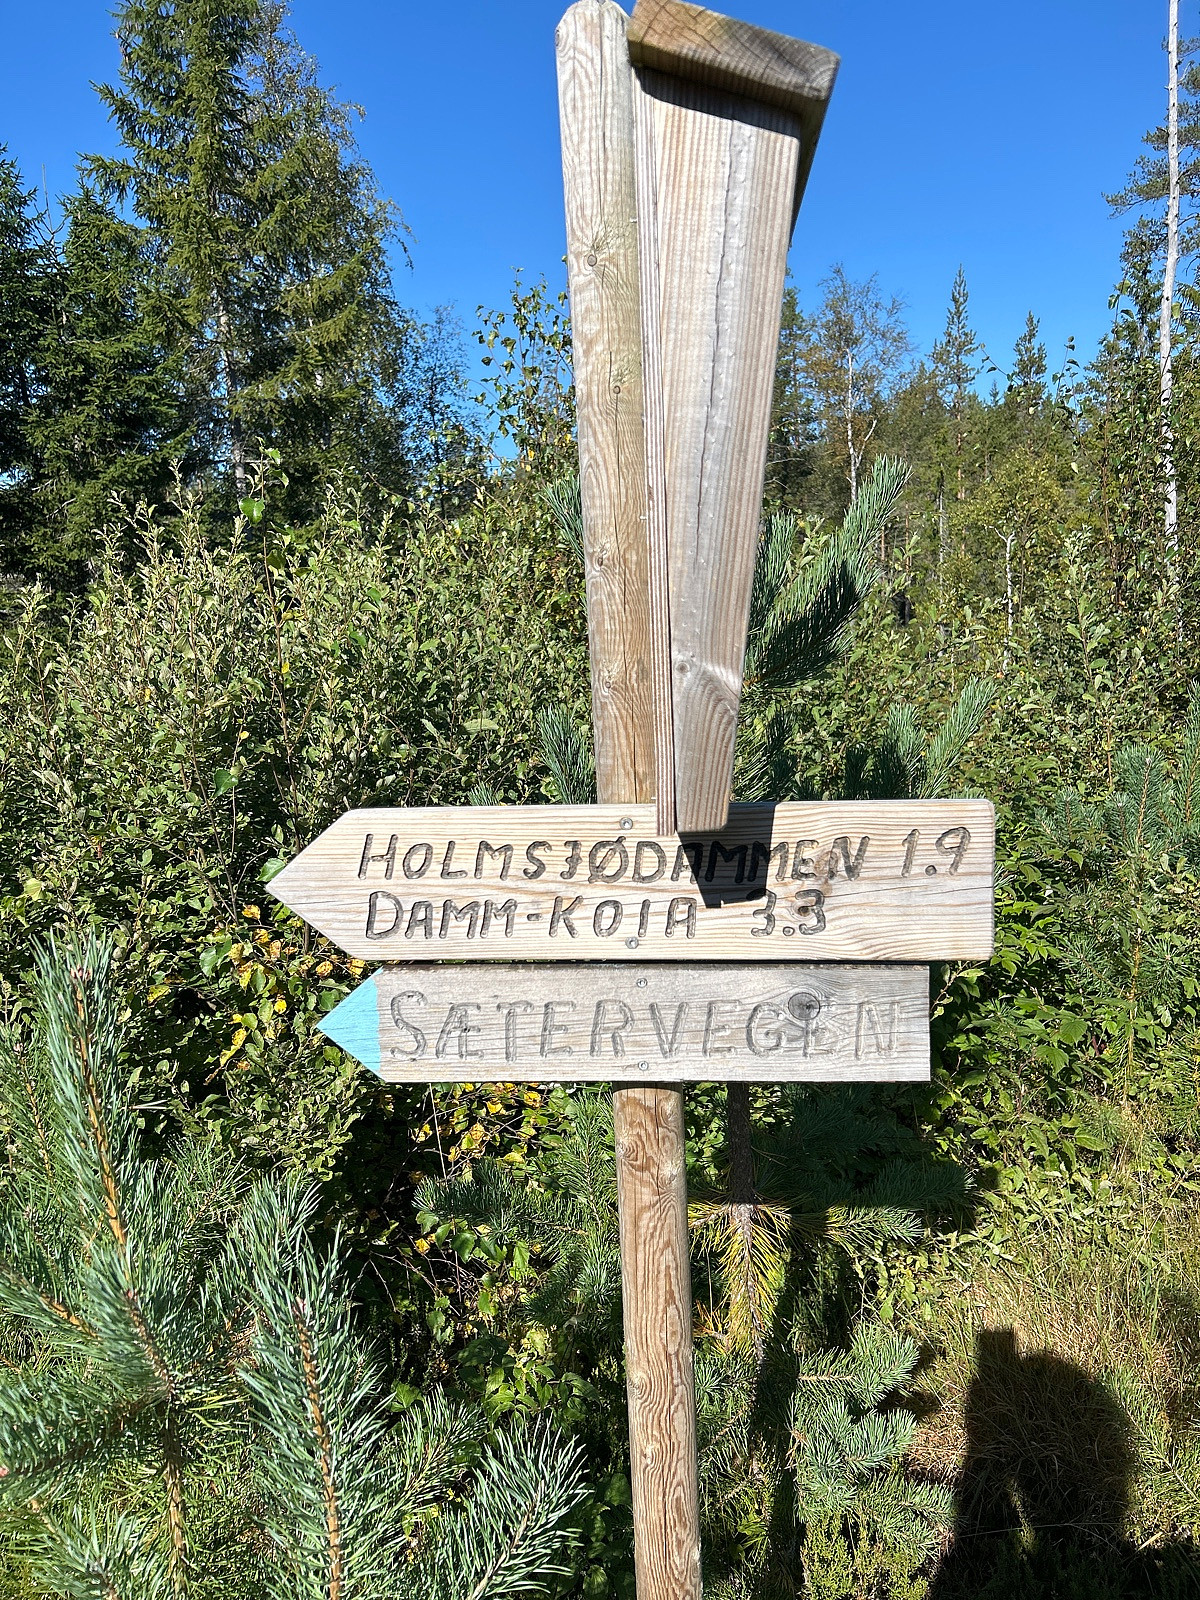 HOLMSJØDAMMEN 1.9
DAMM-KOIA 3.3
SÆTERVEGEN